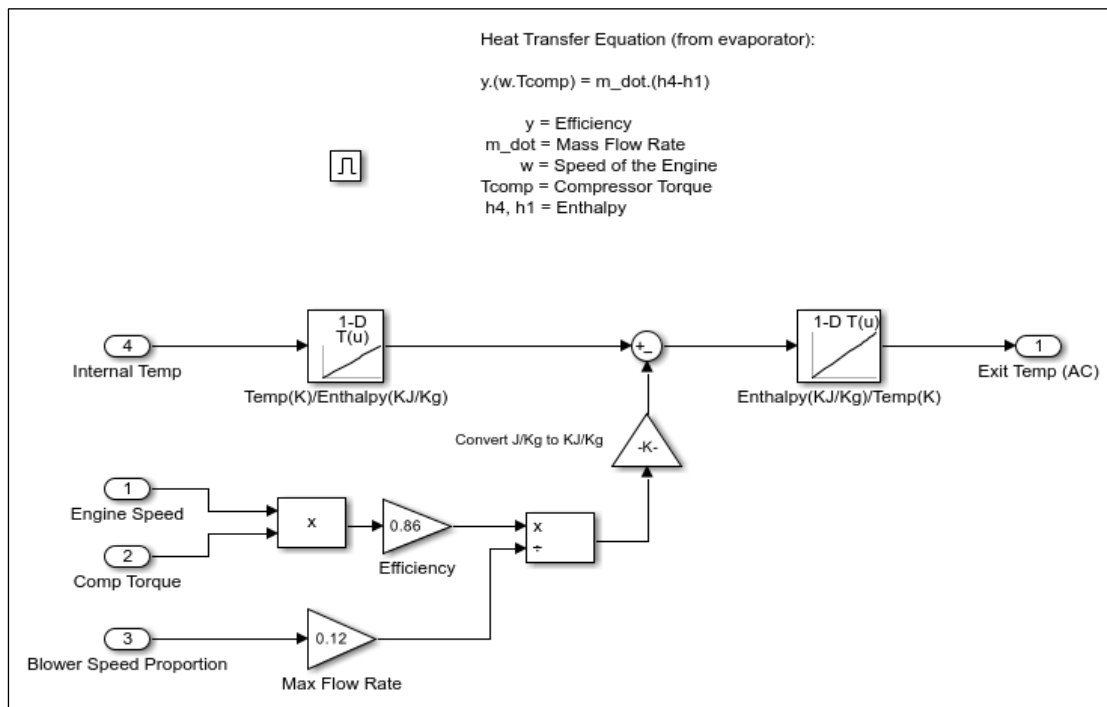 Heat Transfer Equation (from evaporator):
y.(w.Tcomp) = m_dot.(h4-h1)
y = Efficiency
m_dot = Mass Flow Rate
w = Speed of the Engine
Tcomp = Compressor Torque
h4, h1 = Enthalpy
4
Internal Temp
1-D
T(u)
Temp(K)/Enthalpy(KJ/Kg)
+
−
1-D T(u)
Enthalpy(KJ/Kg)/Temp(K)
1
Exit Temp (AC)
Convert J/Kg to KJ/Kg
-K-
1
Engine Speed
2
Comp Torque
x
0.86
Efficiency
x
÷
3
Blower Speed Proportion
0.12
Max Flow Rate